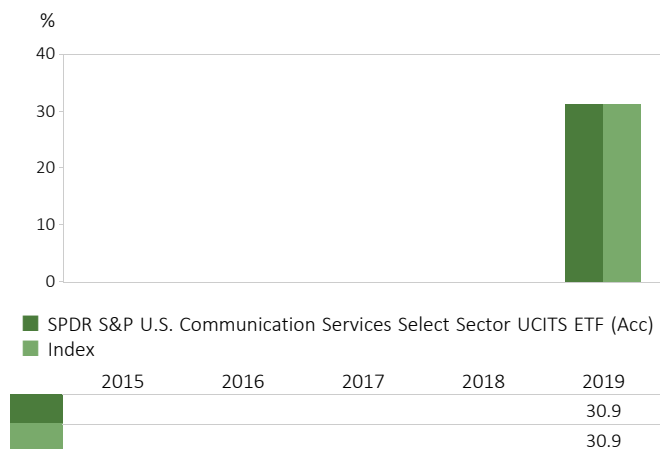 %
40
30
20
10
0
SPDR S&P U.S. Communication Services Select Sector UCITS ETF (Acc)
Index
2015 2016 2017 2018 2019
30.9
30.9